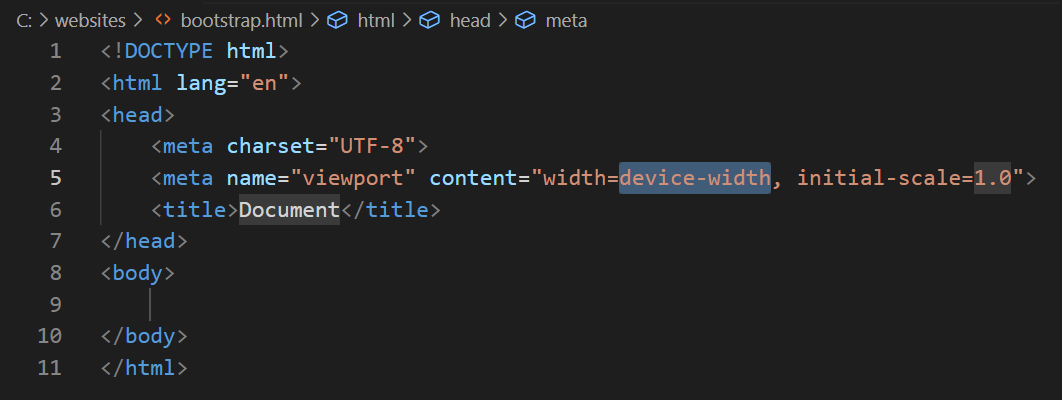 C: > websites > <> bootstrap.html > html > head > meta
1 <!DOCTYPE html>
2 <html lang="en">
3 <head>
4     <meta charset="UTF-8">
5     <meta name="viewport" content="width=device-width, initial-scale=1.0">
6     <title>Document</title>
7 </head>
8 <body>
9
10 </body>
11 </html>